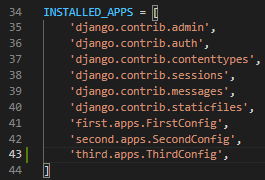 34 INSTALLED_APPS = [
35 'django.contrib.admin',
36 'django.contrib.auth',
37 'django.contrib.contenttypes',
38 'django.contrib.sessions',
39 'django.contrib.messages',
40 'django.contrib.staticfiles',
41 'first.apps.FirstConfig',
42 'second.apps.SecondConfig',
43 'third.apps.ThirdConfig',
44 ]